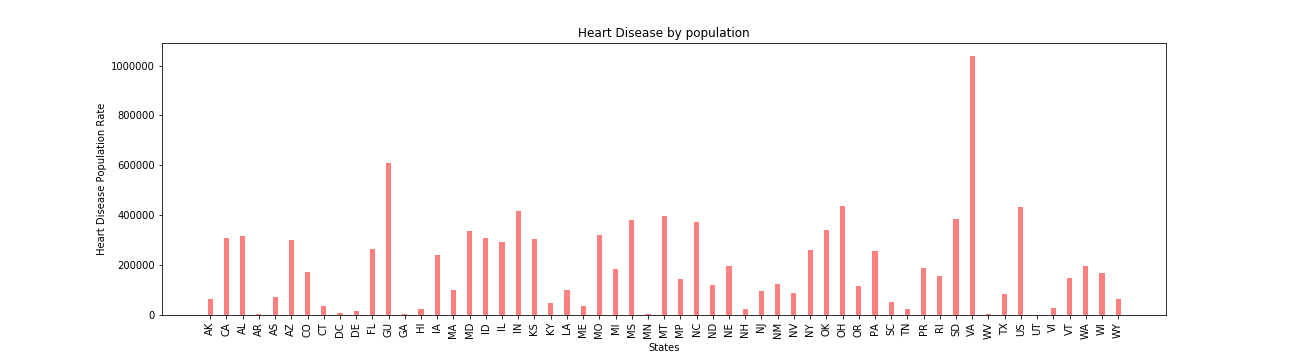 Heart Disease by population
Heart Disease Population Rate
1000000
800000
600000
400000
200000
0
AK CA AL AR AS AZ CO CT DC DE FL GU GA HI IA MA MD ID IL IN KS KY LA ME MO MI MS MN MT MP NC ND NE NH NJ NM NV NY OK OH OR PA SC TN PR RI SD VA WV TX US UT VI VT WA WI WY
States